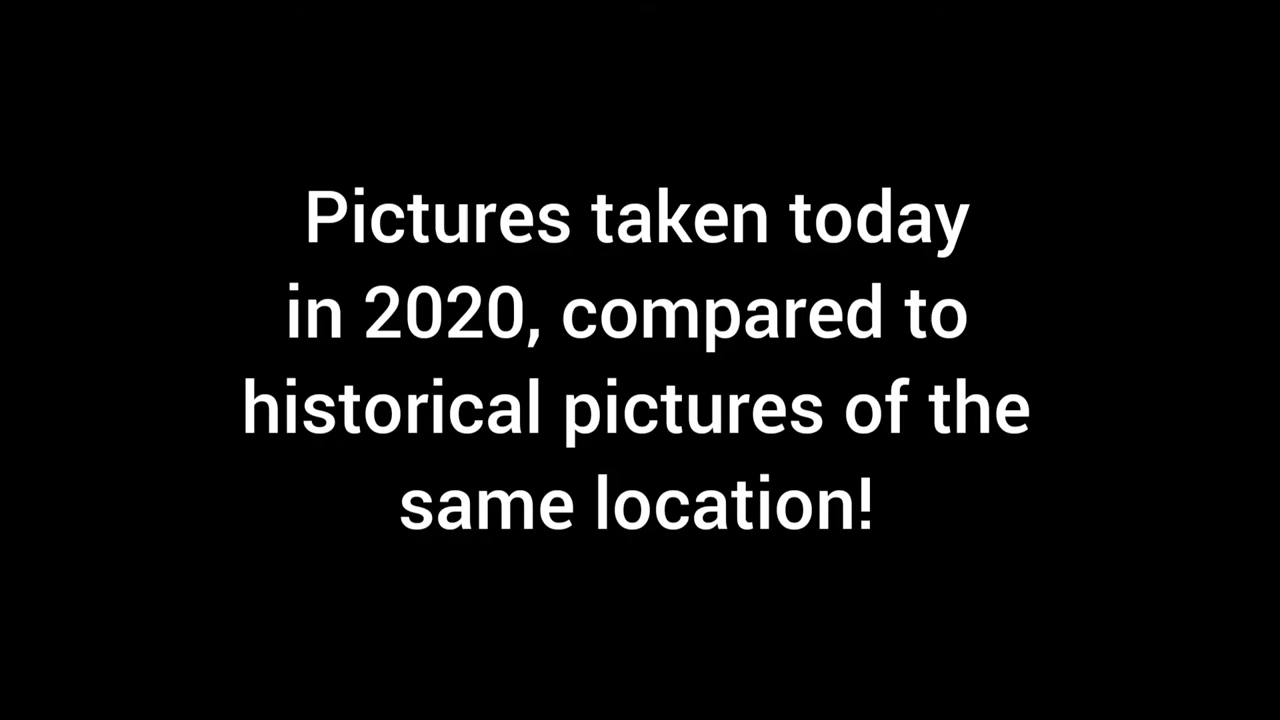 Pictures taken today
in 2020, compared to
historical pictures of the
same location!